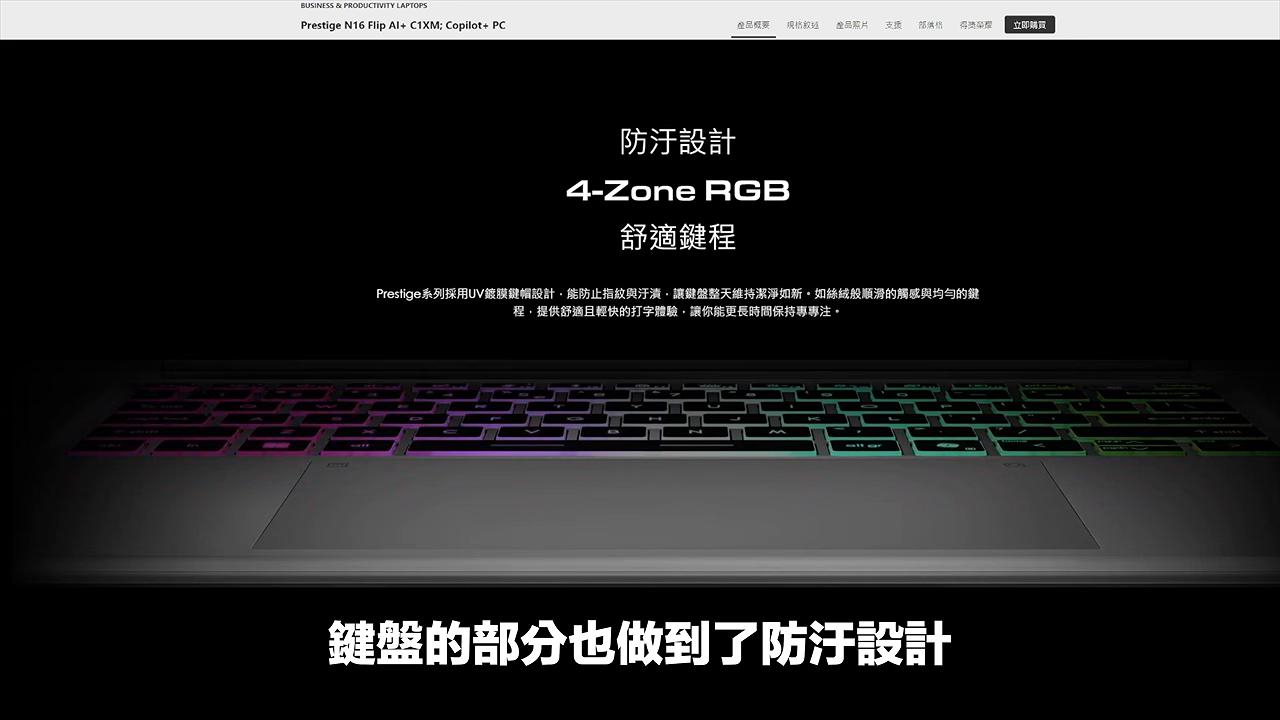 BUSINESS & PRODUCTIVITY LAPTOPS
Prestige N16 Flip AI+ C1XM; Copilot+ PC
產品概要 規格敘述 產品照片 支援 部落格 得獎榮耀 立即購買
防汙設計
4-Zone RGB
舒適鍵程
Prestige系列採用UV鍍膜鍵帽設計，能防止指紋與汙漬，讓鍵盤整天維持潔淨如新。如絲絨般順滑的觸感與均勻的鍵
程，提供舒適且輕快的打字體驗，讓你能更長時間保持專專注。
鍵盤的部分也做到了防汙設計